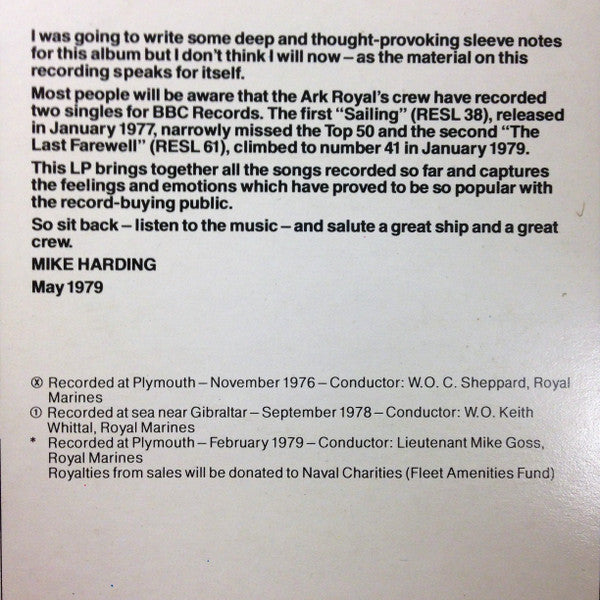 I was going to write some deep and thought-provoking sleeve notes
for this album but I don't think I will now – as the material on this
recording speaks for itself.
Most people will be aware that the Ark Royal's crew have recorded
two singles for BBC Records. The first "Sailing" (RESL 38), released
in January 1977, narrowly missed the Top 50 and the second "The
Last Farewell" (RESL 61), climbed to number 41 in January 1979.
This LP brings together all the songs recorded so far and captures
the feelings and emotions which have proved to be so popular with
the record-buying public.
So sit back – listen to the music – and salute a great ship and a great
crew.
MIKE HARDING
May 1979
Ⓧ Recorded at Plymouth – November 1976 – Conductor: W.O. C. Sheppard, Royal
Marines
① Recorded at sea near Gibraltar – September 1978 – Conductor: W.O. Keith
Whittal, Royal Marines
* Recorded at Plymouth – February 1979 – Conductor: Lieutenant Mike Goss,
Royal Marines
Royalties from sales will be donated to Naval Charities (Fleet Amenities Fund)